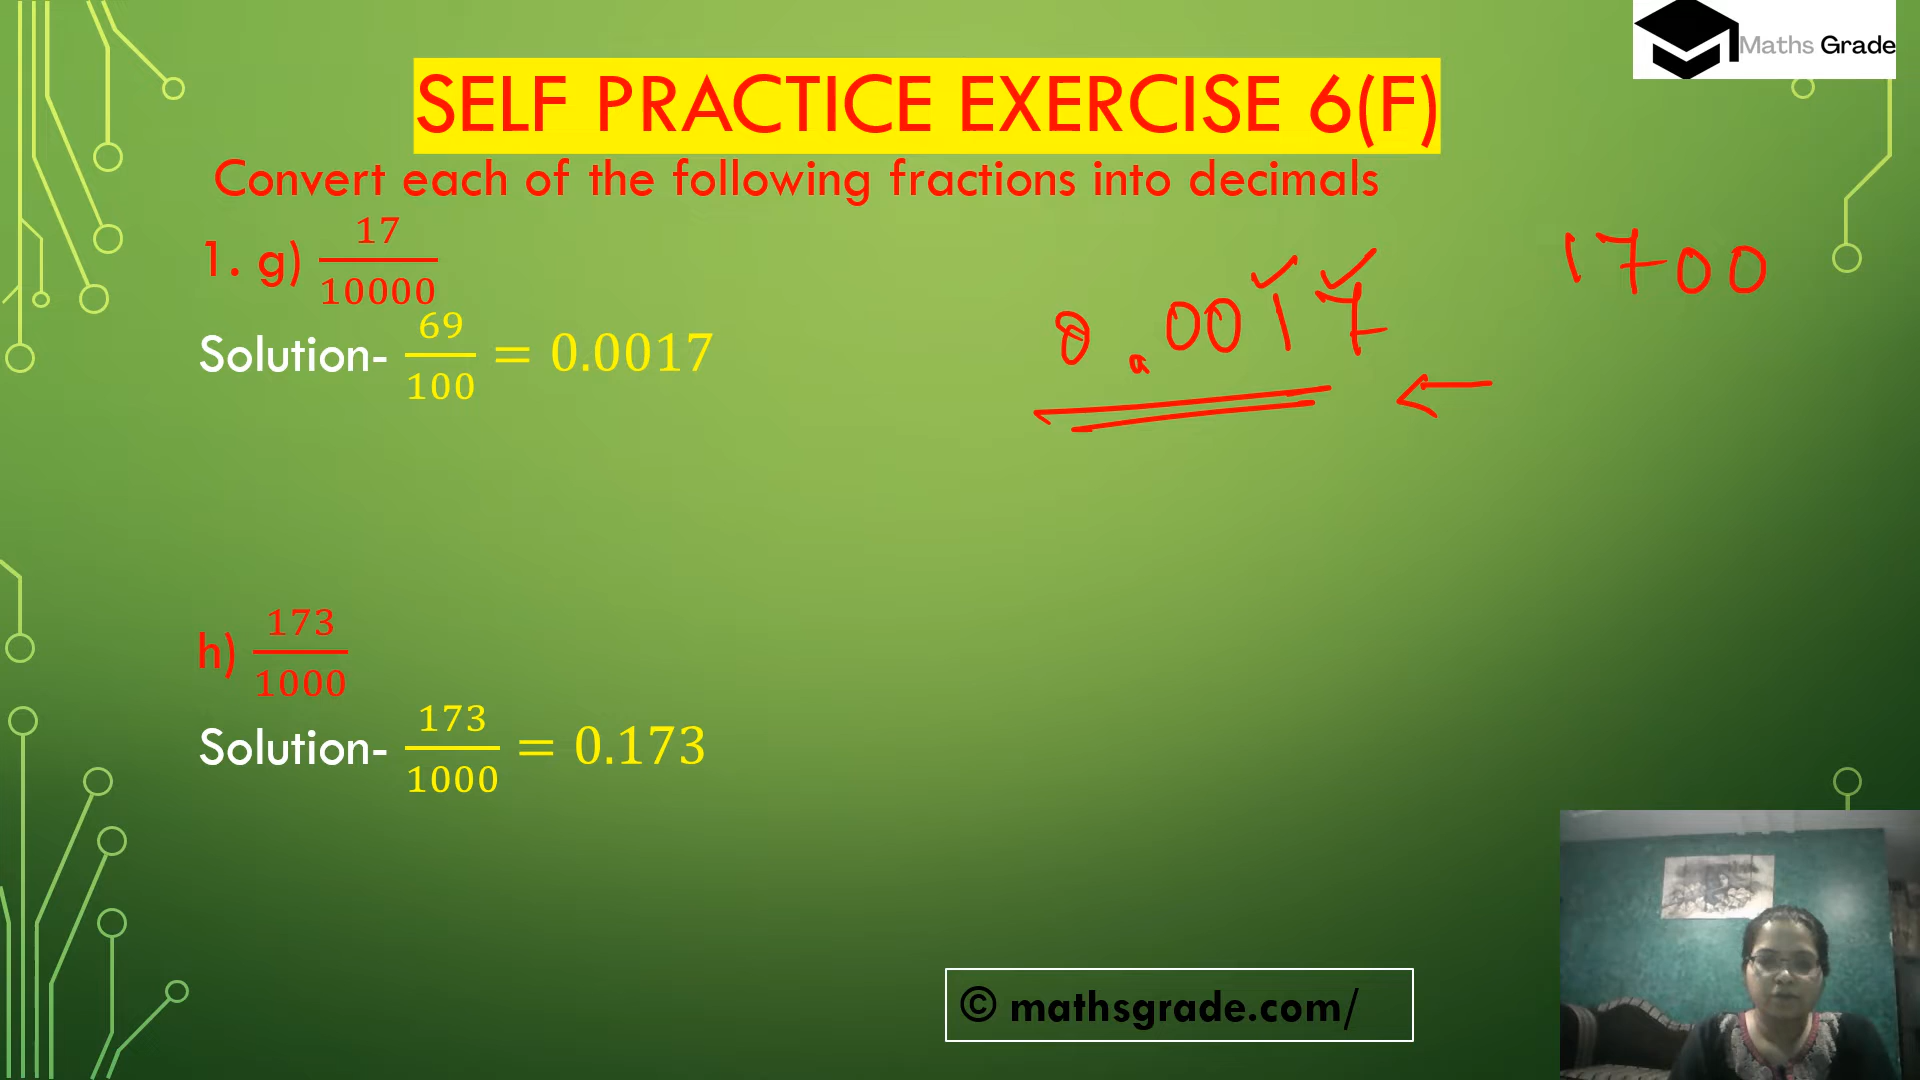 Maths Grade
SELF PRACTICE EXERCISE 6(F)
Convert each of the following fractions into decimals
1. g) 17/10000
Solution- 69/100 = 0.0017
0.0017
1700
h) 173/1000
Solution- 173/1000 = 0.173
© mathsgrade.com/